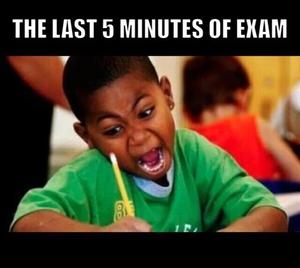 THE LAST 5 MINUTES OF EXAM